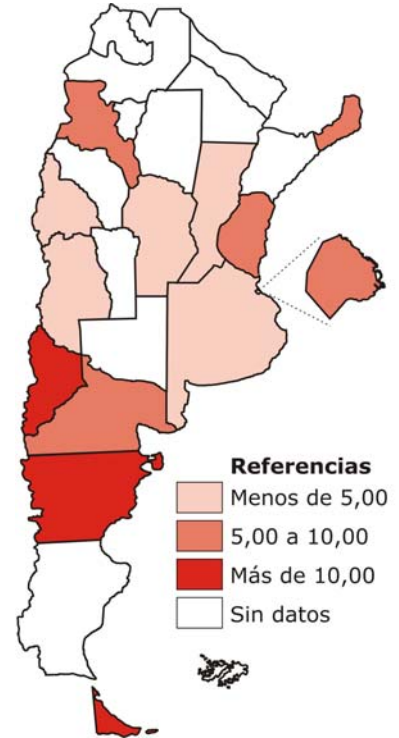 Referencias
Menos de 5,00
5,00 a 10,00
Más de 10,00
Sin datos